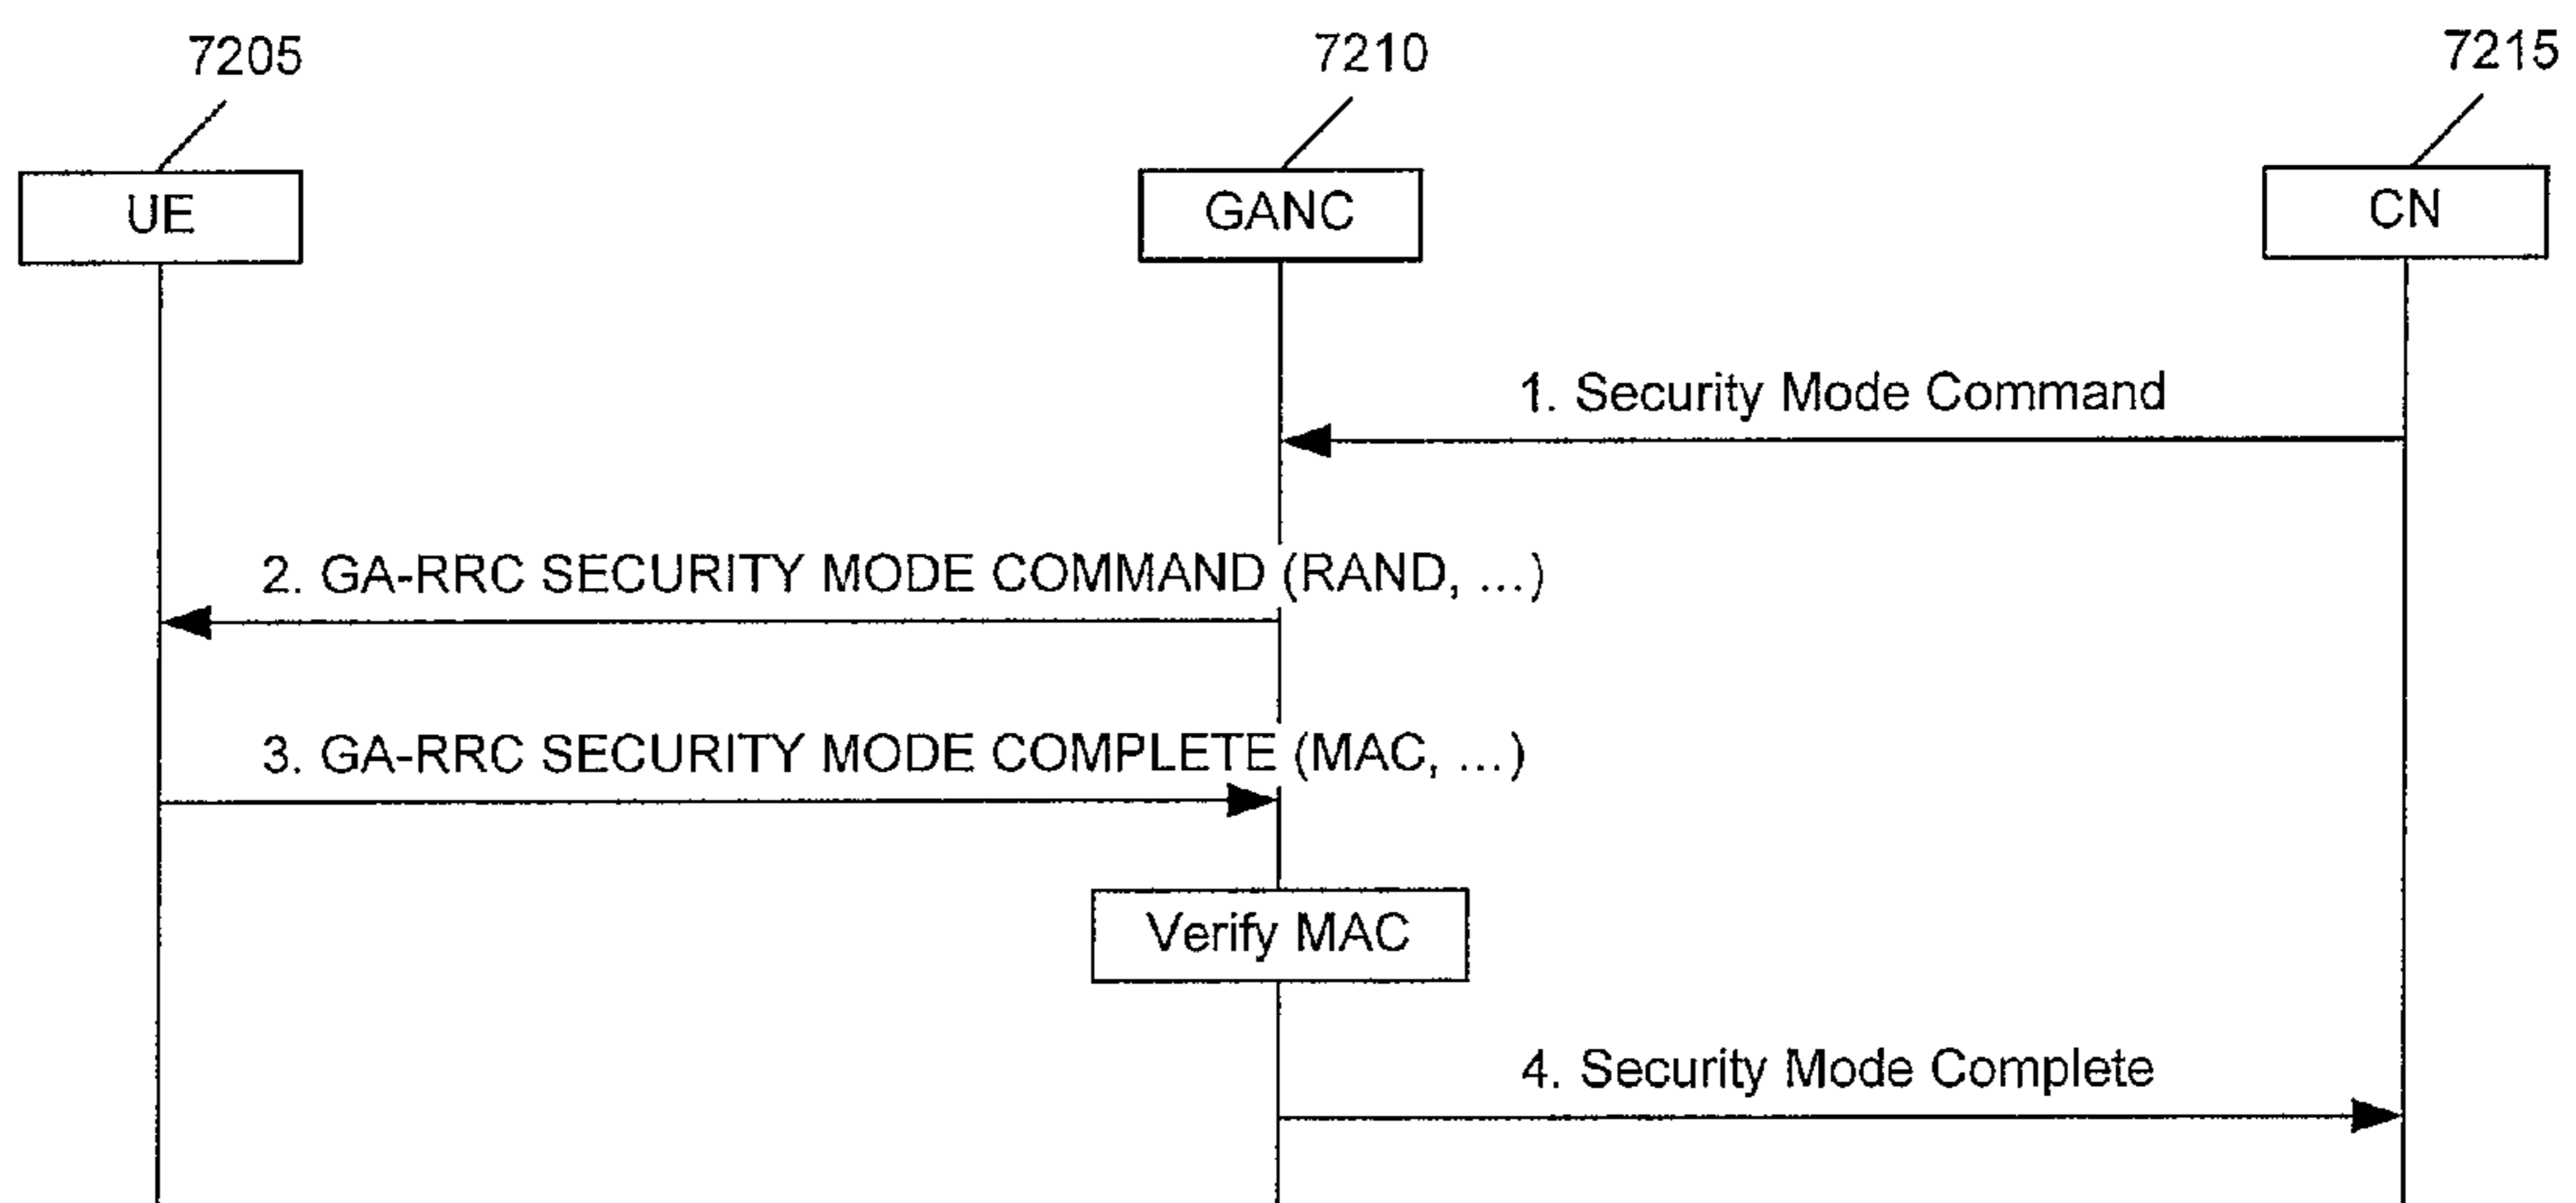 7205
7210
7215
UE
GANC
CN
1. Security Mode Command
2. GA-RRC SECURITY MODE COMMAND (RAND, ...)
3. GA-RRC SECURITY MODE COMPLETE (MAC, ...)
Verify MAC
4. Security Mode Complete